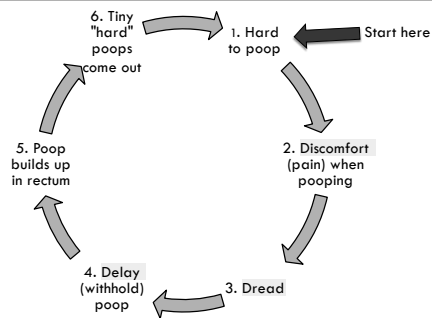 1. Hard
to poop
Start here
2. Discomfort
(pain) when
pooping
3. Dread
4. Delay
(withhold)
poop
5. Poop
builds up
in rectum
6. Tiny
"hard"
poops
come out